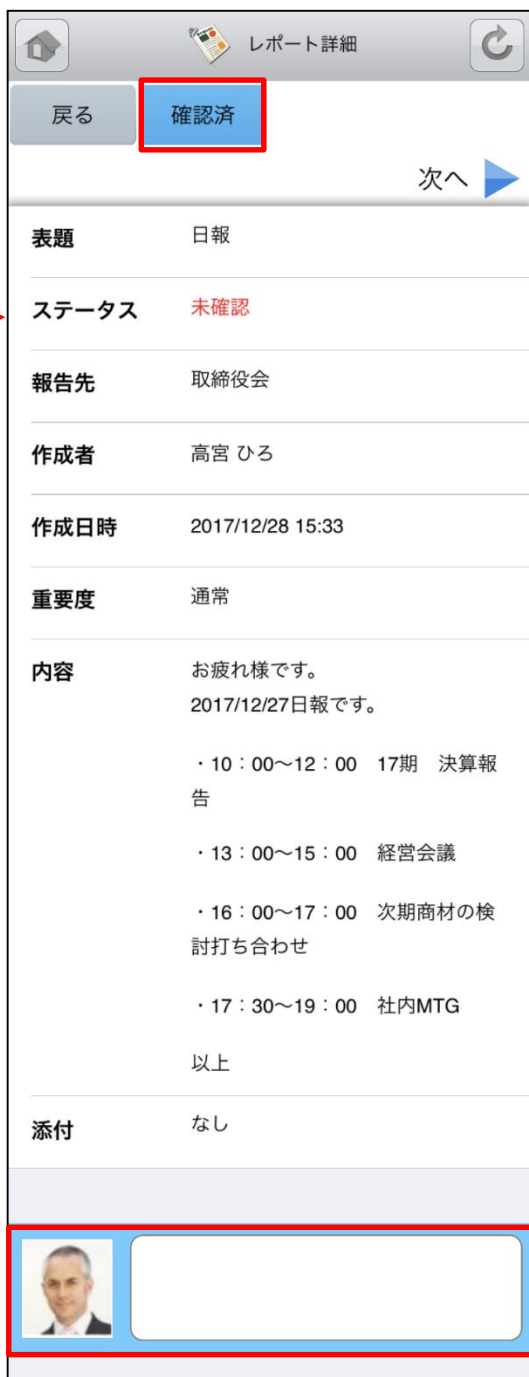 レポート詳細
戻る 確認済
次へ
表題 日報
ステータス 未確認
報告先 取締役会
作成者 高宮 ひろ
作成日時 2017/12/28 15:33
重要度 通常
内容 お疲れ様です。
2017/12/27日報です。
・10：00〜12：00　17期　決算報
告
・13：00〜15：00　経営会議
・16：00〜17：00　次期商材の検
討打ち合わせ
・17：30〜19：00　社内MTG
以上
添付 なし